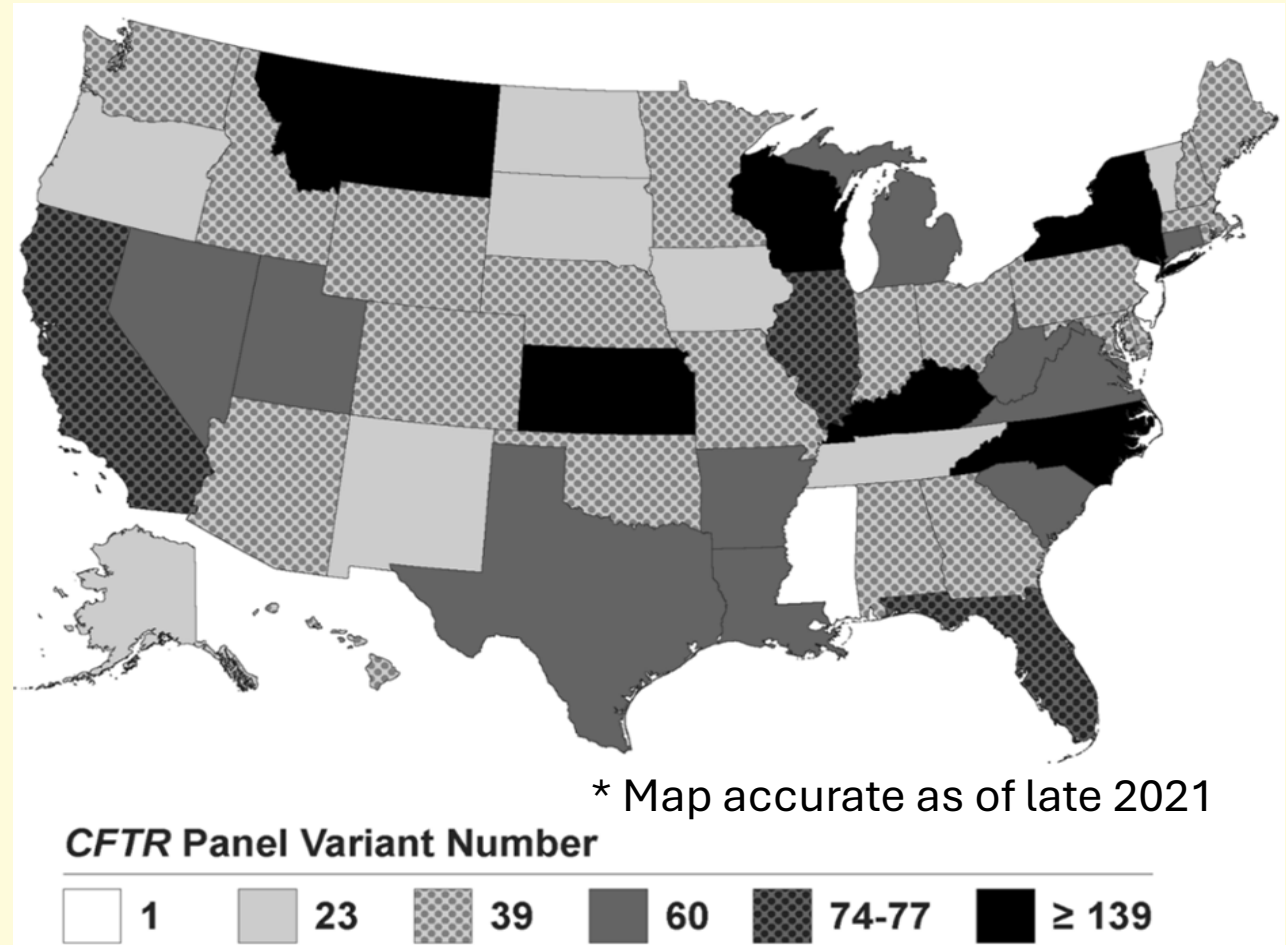 * Map accurate as of late 2021
CFTR Panel Variant Number
1 23 39 60 74-77 ≥ 139